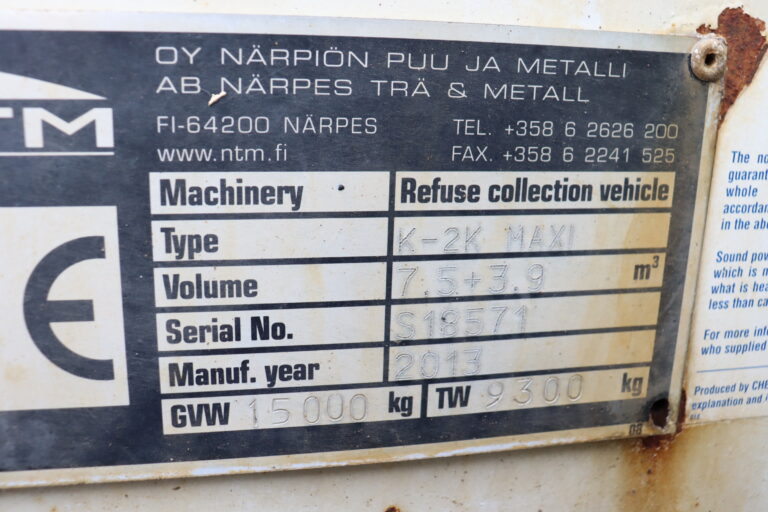 OY NÄRPIÖN PUU JA METALLI
AB NÄRPES TRÄ & METALL
FI-64200 NÄRPES TEL. +358 6 2626 200
www.ntm.fi FAX. +358 6 2241 525
TM
CE
Machinery Refuse collection vehicle
Type K-2K MAXI
Volume 7.5+3.9 m³
Serial No. S18571
Manuf. year 2013
GVW 15000 kg TW 9300 kg
08
The no
guarant
whole
accordan
in the abo
Sound pow
which is m
what is hea
less than ca
For more info
who supplied
Produced by CHE
explanation and